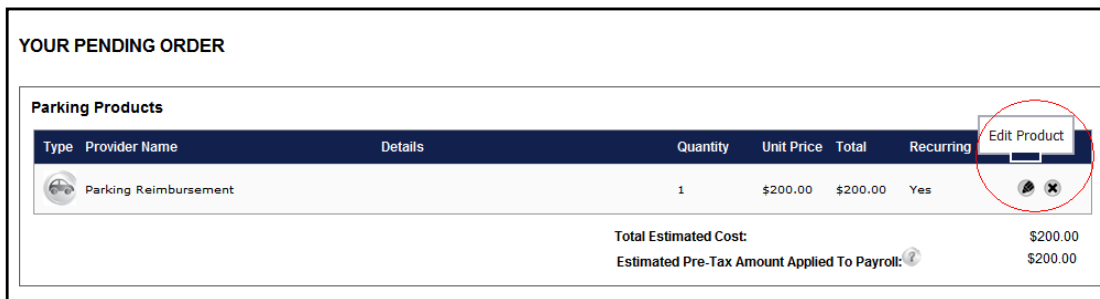 YOUR PENDING ORDER
Parking Products
Edit Product
Type Provider Name Details Quantity Unit Price Total Recurring
Parking Reimbursement 1 $200.00 $200.00 Yes
Total Estimated Cost: $200.00
Estimated Pre-Tax Amount Applied To Payroll: ? $200.00